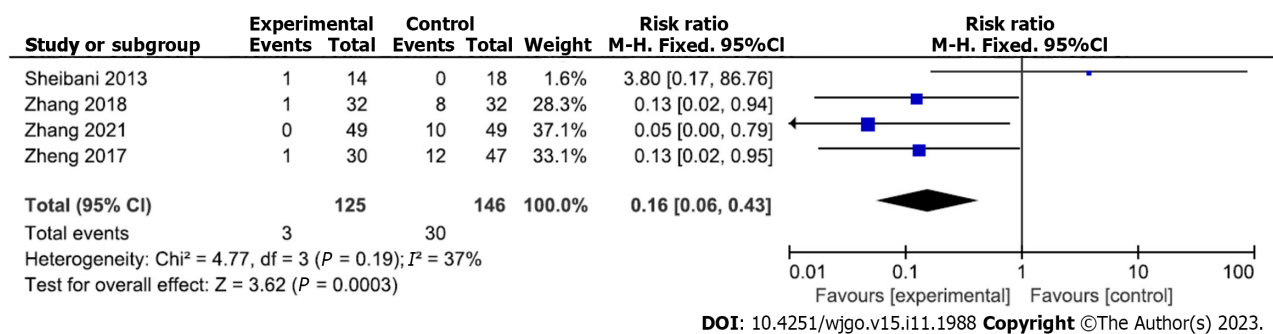 Experimental Control Risk ratio Risk ratio
Study or subgroup Events Total Events Total Weight M-H. Fixed. 95%CI M-H. Fixed. 95%CI
Sheibani 2013 1 14 0 18 1.6% 3.80 [0.17, 86.76]
Zhang 2018 1 32 8 32 28.3% 0.13 [0.02, 0.94]
Zhang 2021 0 49 10 49 37.1% 0.05 [0.00, 0.79]
Zheng 2017 1 30 12 47 33.1% 0.13 [0.02, 0.95]
Total (95% CI) 125 146 100.0% 0.16 [0.06, 0.43]
Total events 3 30
Heterogeneity: Chi² = 4.77, df = 3 (P = 0.19); I² = 37%
Test for overall effect: Z = 3.62 (P = 0.0003)
0.01 0.1 1 10 100
Favours [experimental] Favours [control]
DOI: 10.4251/wjgo.v15.i11.1988 Copyright ©The Author(s) 2023.